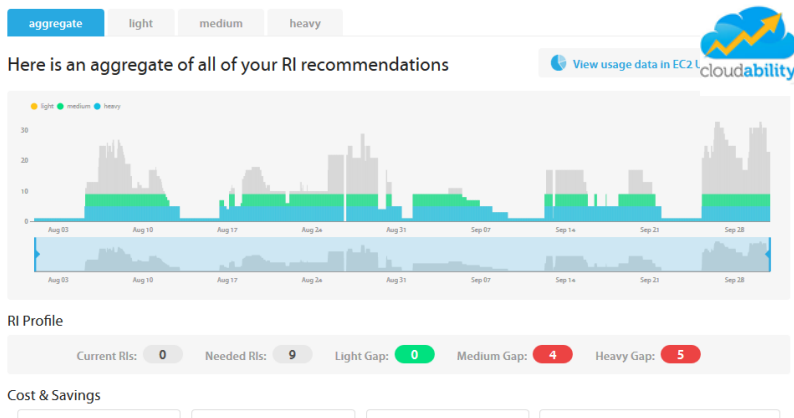 aggregate light medium heavy
cloudability
Here is an aggregate of all of your RI recommendations
View usage data in EC2
light medium heavy
30
20
10
0
Aug 03 Aug 10 Aug 17 Aug 24 Aug 31 Sep 07 Sep 14 Sep 21 Sep 28
Aug 03 Aug 10 Aug 17 Aug 24 Aug 31 Sep 07 Sep 14 Sep 21 Sep 28
RI Profile
Current RIs: 0 Needed RIs: 9 Light Gap: 0 Medium Gap: 4 Heavy Gap: 5
Cost & Savings